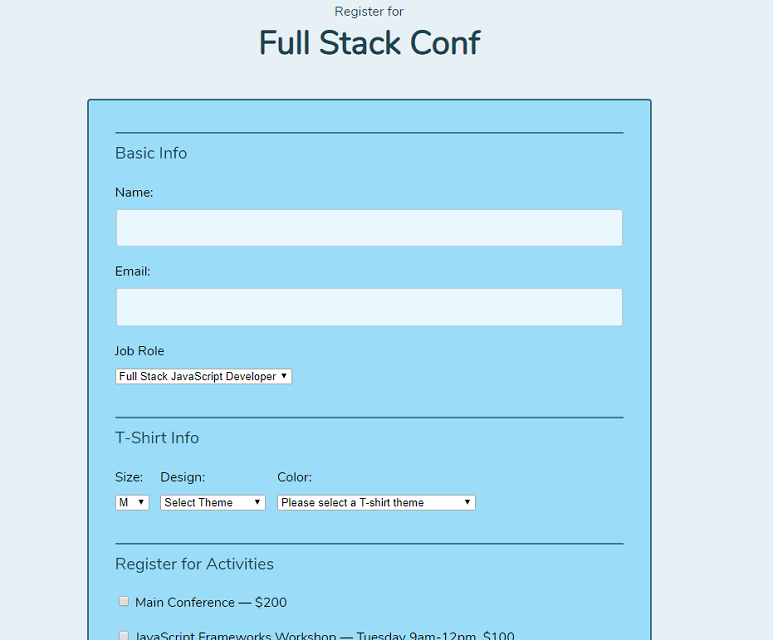 Register for
Full Stack Conf
Basic Info
Name:
Email:
Job Role
Full Stack JavaScript Developer
T-Shirt Info
Size: Design: Color:
M Select Theme Please select a T-shirt theme
Register for Activities
Main Conference — $200
JavaScript Frameworks Workshop — Tuesday 9am-12pm, $100